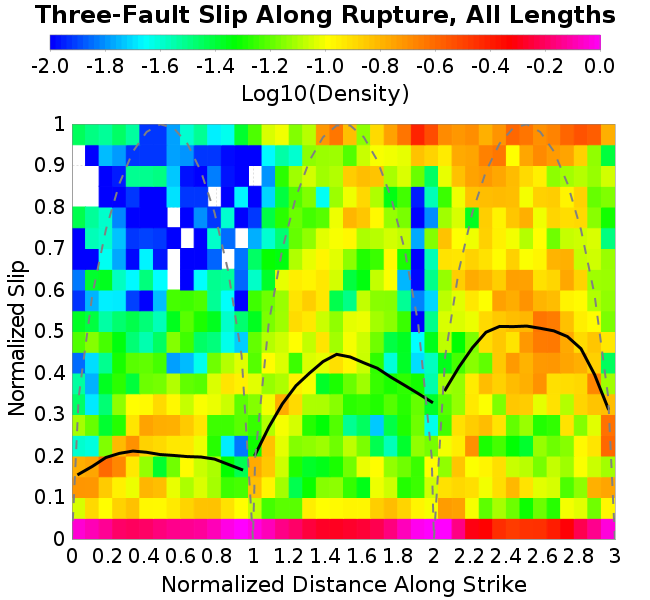 Three-Fault Slip Along Rupture, All Lengths
-2.0 -1.8 -1.6 -1.4 -1.2 -1.0 -0.8 -0.6 -0.4 -0.2 0.0
Log10(Density)
1
0.9
0.8
0.7
0.6
0.5
0.4
0.3
0.2
0.1
0
Normalized Slip
0 0.2 0.4 0.6 0.8 1 1.2 1.4 1.6 1.8 2 2.2 2.4 2.6 2.8 3
Normalized Distance Along Strike